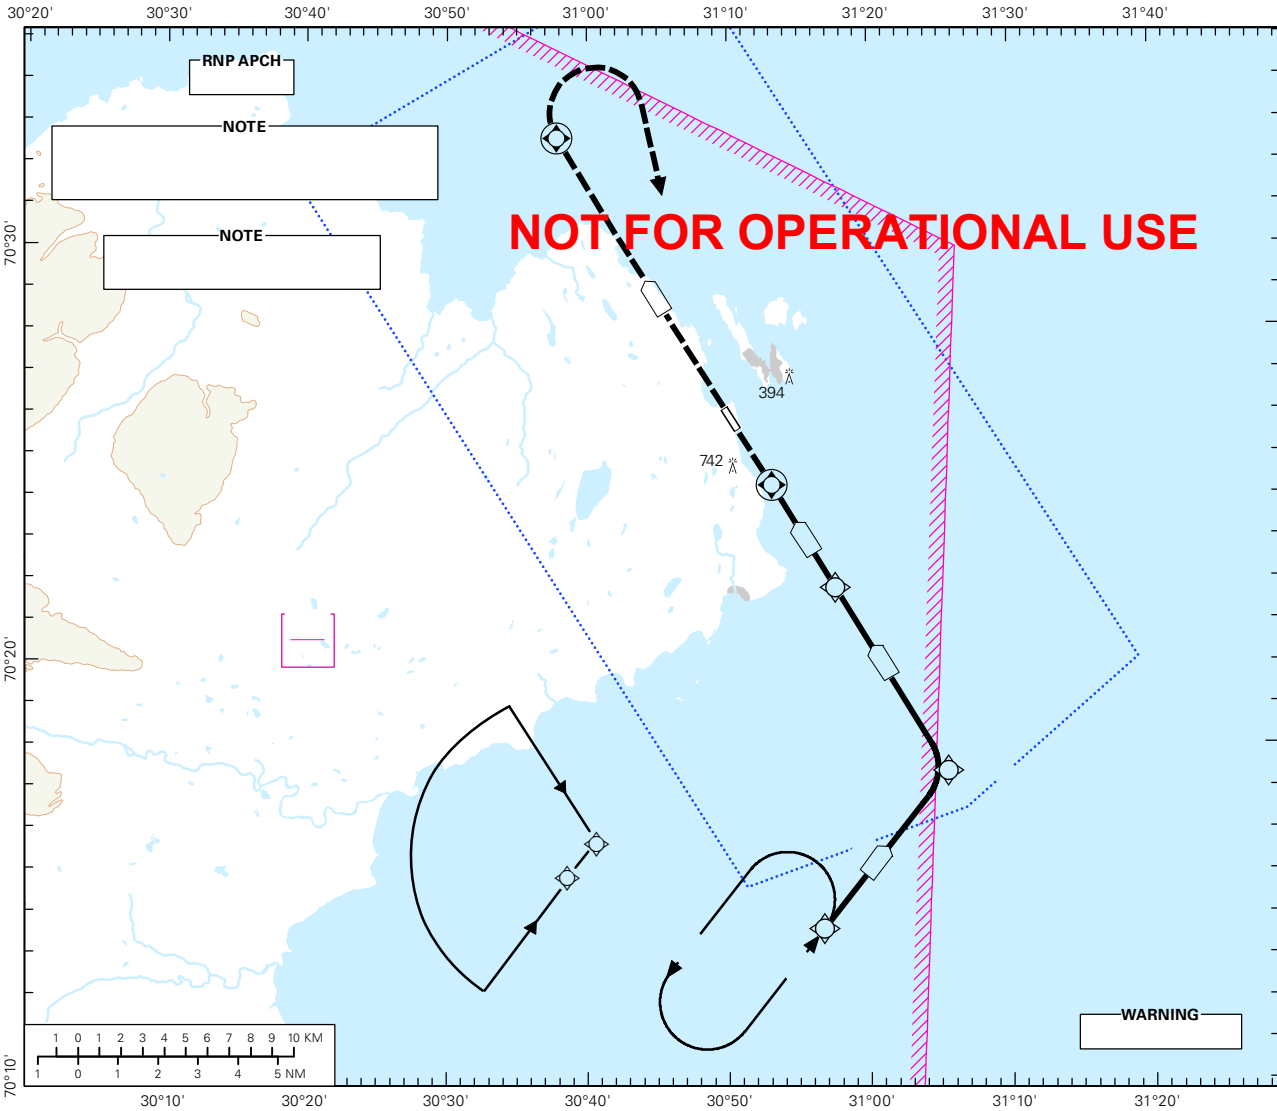 30°20' 30°30' 30°40' 30°50' 31°00' 31°10' 31°20' 31°30' 31°40'
RNP APCH
NOTE
NOT FOR OPERATIONAL USE
70°30'
NOTE
394
742
70°20'
WARNING
1 0 1 2 3 4 5 6 7 8 9 10 KM
1 0 1 2 3 4 5 NM
70°10'
30°10' 30°20' 30°30' 30°40' 30°50' 31°00' 31°10' 31°20'